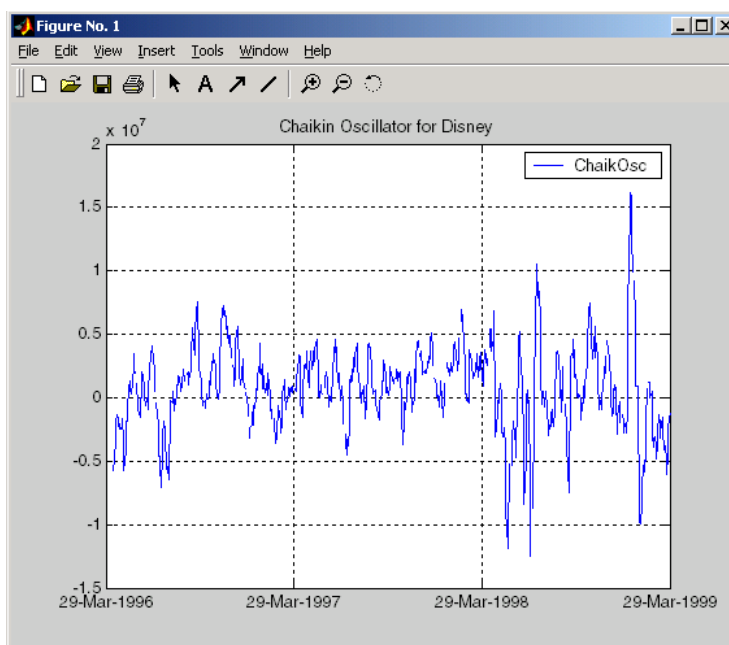 Figure No. 1
File Edit View Insert Tools Window Help
A
x 10^7
Chaikin Oscillator for Disney
ChaikOsc
2
1.5
1
0.5
0
-0.5
-1
-1.5
29-Mar-1996 29-Mar-1997 29-Mar-1998 29-Mar-1999